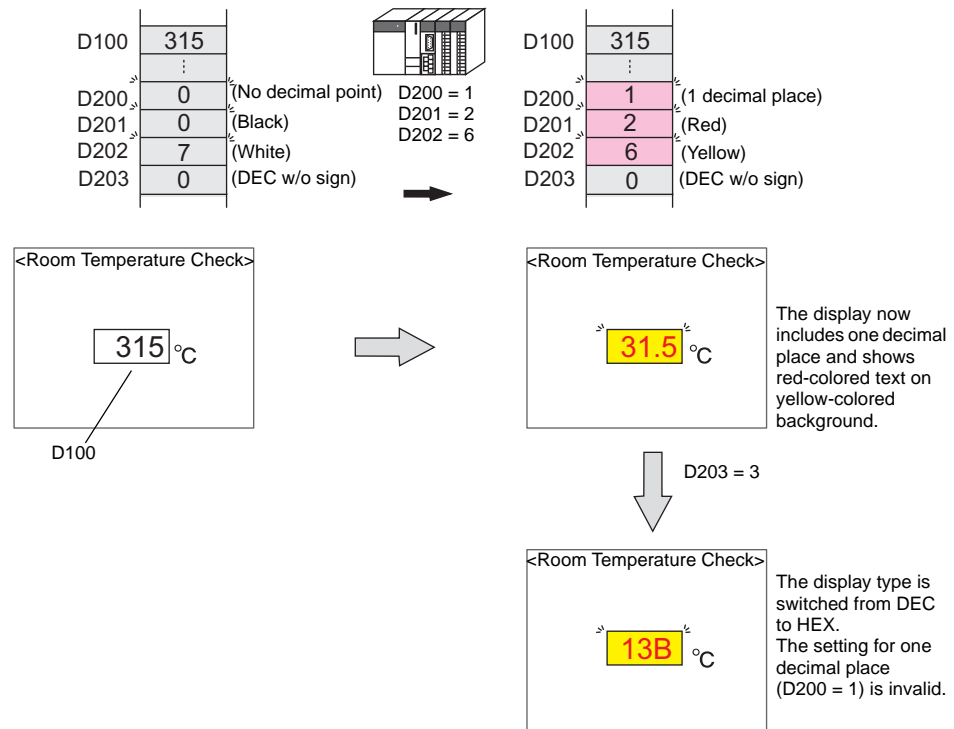 D100 315
D200 0 (No decimal point)
D201 0 (Black)
D202 7 (White)
D203 0 (DEC w/o sign)
D200 = 1
D201 = 2
D202 = 6
D100 315
D200 1 (1 decimal place)
D201 2 (Red)
D202 6 (Yellow)
D203 0 (DEC w/o sign)
<Room Temperature Check>
315 °C
D100
<Room Temperature Check>
31.5 °C
The display now
includes one decimal
place and shows
red-colored text on
yellow-colored
background.
D203 = 3
<Room Temperature Check>
13B °C
The display type is
switched from DEC
to HEX.
The setting for one
decimal place
(D200 = 1) is invalid.